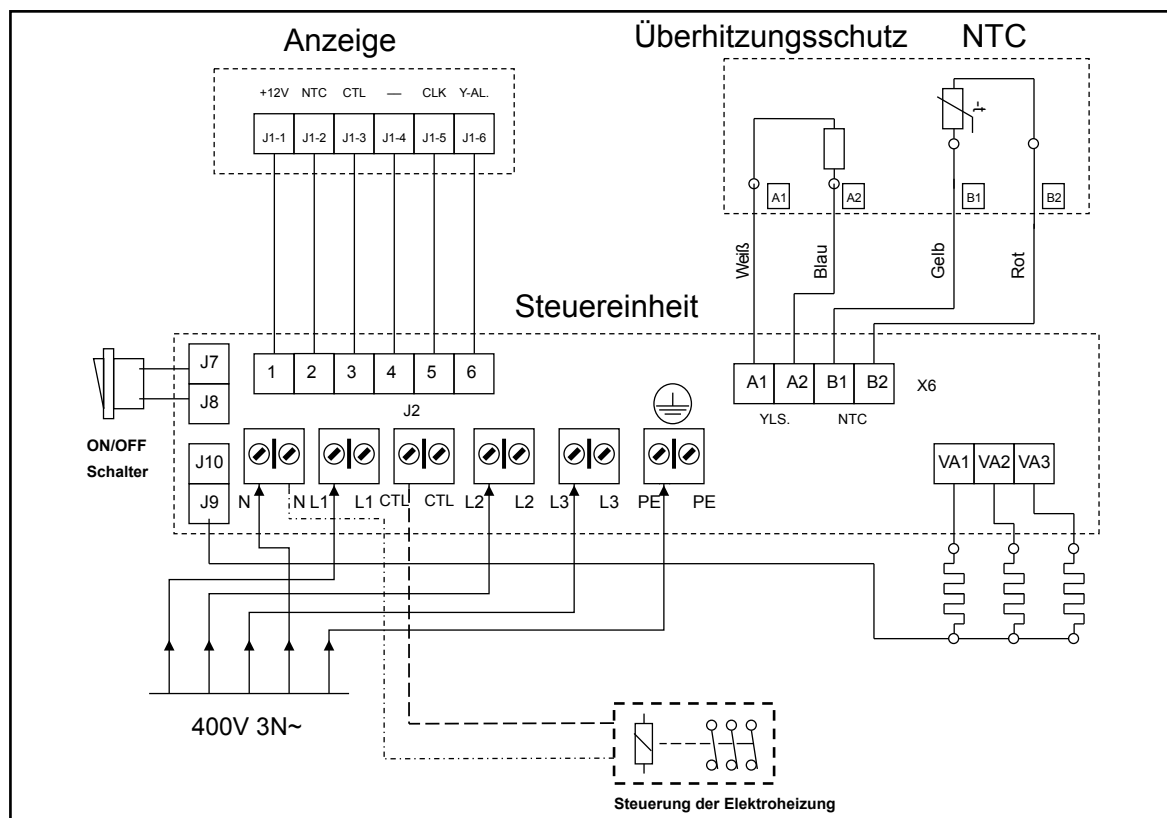 Anzeige
Überhitzungsschutz NTC
+12V NTC CTL — CLK Y-AL.
J1-1 J1-2 J1-3 J1-4 J1-5 J1-6
-t
A1 A2 B1 B2
Weiß Blau Gelb Rot
Steuereinheit
J7
J8
1 2 3 4 5 6
J2
A1 A2 B1 B2 X6
YLS. NTC
ON/OFF
Schalter
J10
J9
N N L1 L1 CTL CTL L2 L2 L3 L3 PE PE
VA1 VA2 VA3
400V 3N~
Steuerung der Elektroheizung